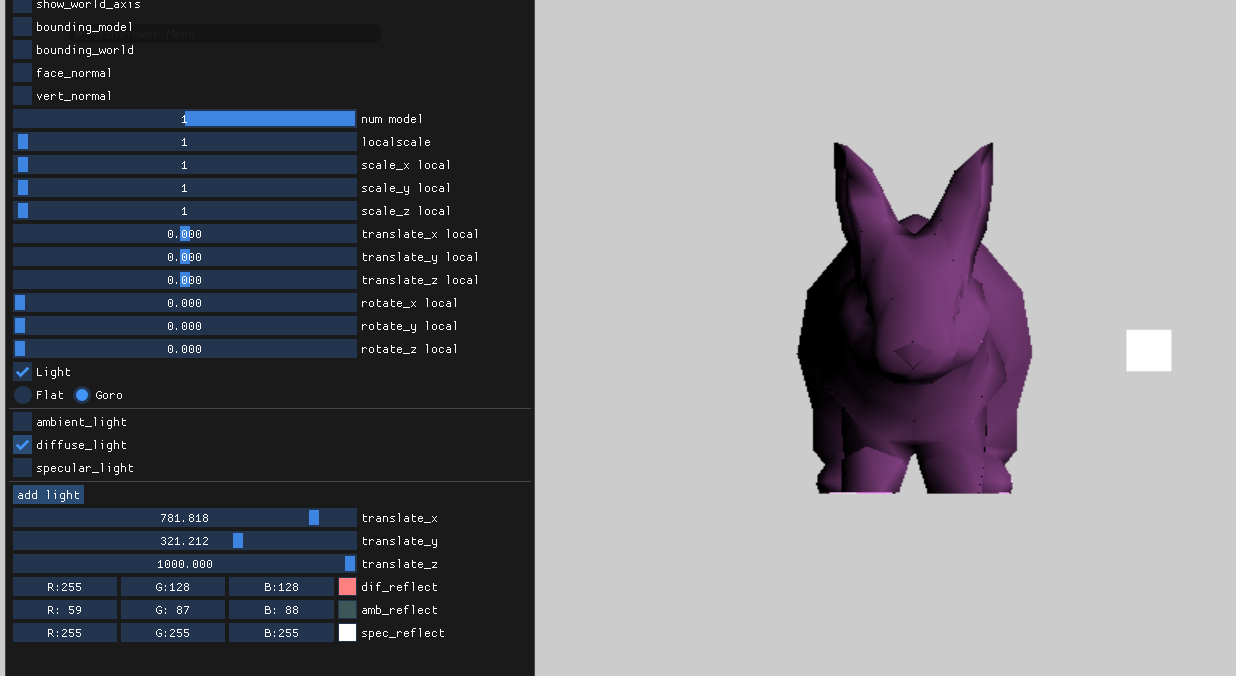 show_world_axis
bounding_model
bounding_world
face_normal
vert_normal
1 num model
1 localscale
1 scale_x local
1 scale_y local
1 scale_z local
0.000 translate_x local
0.000 translate_y local
0.000 translate_z local
0.000 rotate_x local
0.000 rotate_y local
0.000 rotate_z local
Light
Flat Goro
ambient_light
diffuse_light
specular_light
add light
781.818 translate_x
321.212 translate_y
1000.000 translate_z
R:255 G:128 B:128 dif_reflect
R: 59 G: 87 B: 88 amb_reflect
R:255 G:255 B:255 spec_reflect